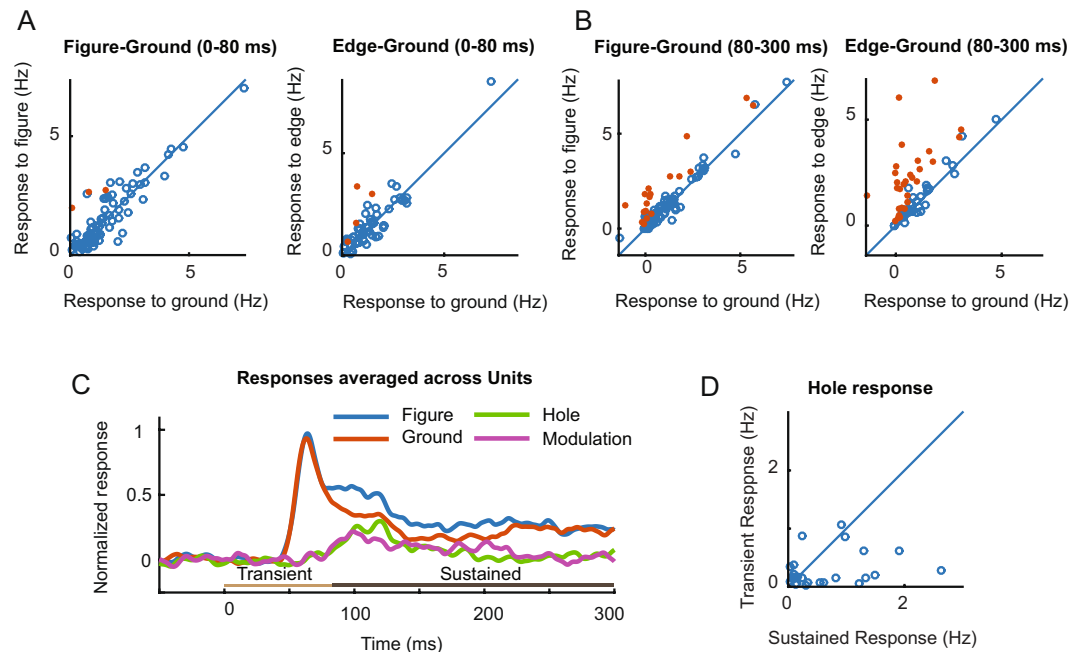 A
B
Figure-Ground (0-80 ms)
Edge-Ground (0-80 ms)
Figure-Ground (80-300 ms)
Edge-Ground (80-300 ms)
Response to figure (Hz)
5
0
0
5
Response to ground (Hz)
Response to edge (Hz)
5
0
0
5
Response to ground (Hz)
Response to figure (Hz)
5
0
0
5
Response to ground (Hz)
Response to edge (Hz)
5
0
0
5
Response to ground (Hz)
C
Responses averaged across Units
Figure
Hole
Ground
Modulation
Normalized response
1
0.5
0
Transient
Sustained
0
100
200
300
Time (ms)
D
Hole response
Transient Resppnse (Hz)
2
0
0
2
Sustained Response (Hz)